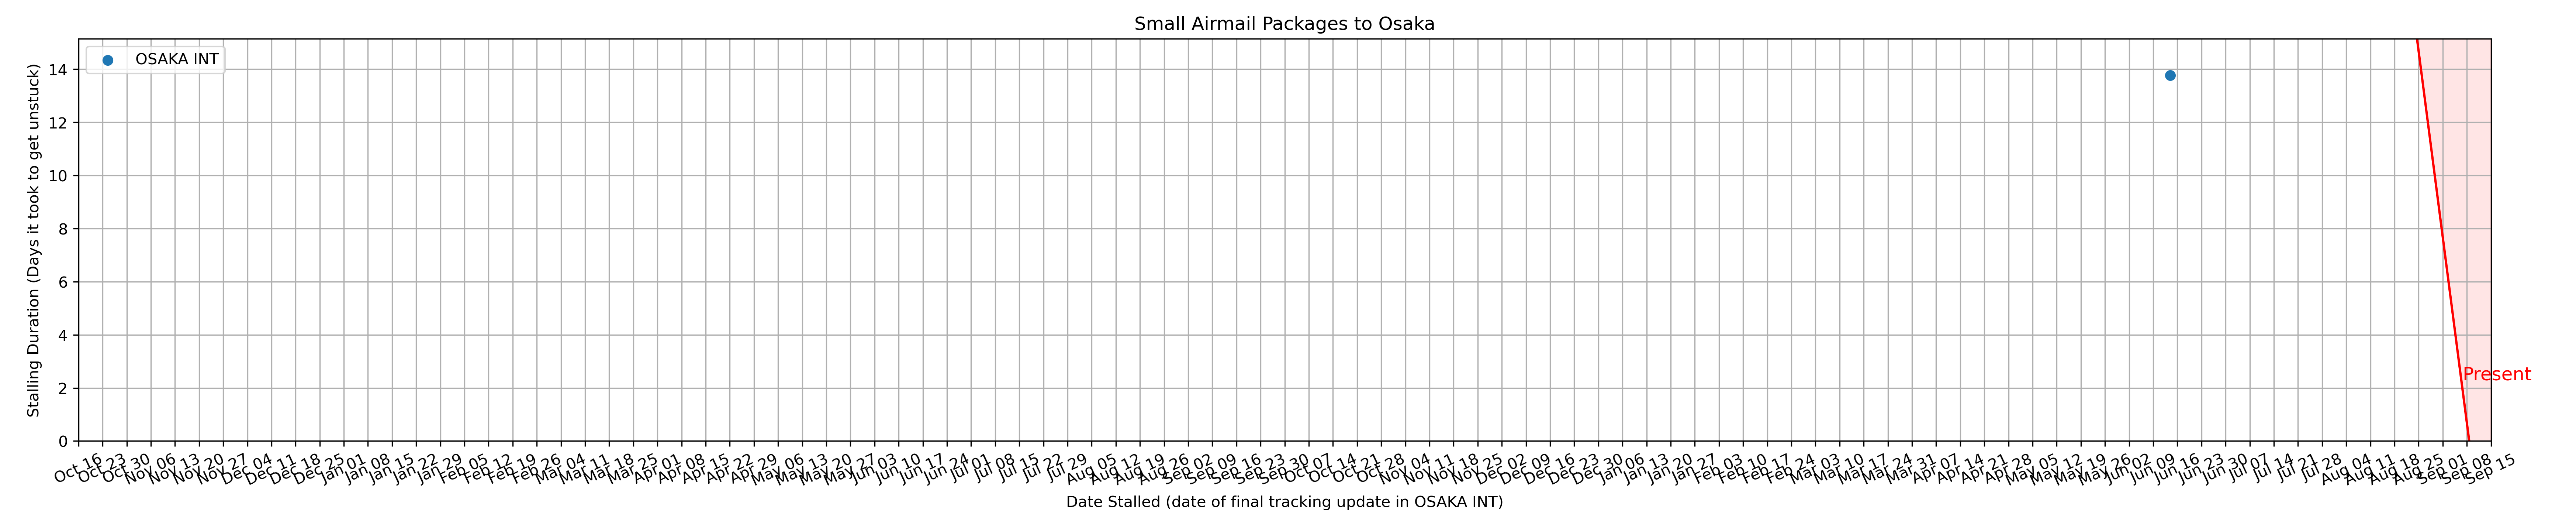 Small Airmail Packages to Osaka
OSAKA INT
Stalling Duration (Days it took to get unstuck)
14
12
10
8
6
4
2
0
Present
Oct 16
Oct 23
Oct 30
Nov 06
Nov 13
Nov 20
Nov 27
Dec 04
Dec 11
Dec 18
Dec 25
Jan 01
Jan 08
Jan 15
Jan 22
Jan 29
Feb 05
Feb 12
Feb 19
Feb 26
Mar 04
Mar 11
Mar 18
Mar 25
Apr 01
Apr 08
Apr 15
Apr 22
Apr 29
May 06
May 13
May 20
May 27
Jun 03
Jun 10
Jun 17
Jun 24
Jul 01
Jul 08
Jul 15
Jul 22
Jul 29
Aug 05
Aug 12
Aug 19
Aug 26
Sep 02
Sep 09
Sep 16
Sep 23
Sep 30
Oct 07
Oct 14
Oct 21
Oct 28
Nov 04
Nov 11
Nov 18
Nov 25
Dec 02
Dec 09
Dec 16
Dec 23
Dec 30
Jan 06
Jan 13
Jan 20
Jan 27
Feb 03
Feb 10
Feb 17
Feb 24
Mar 03
Mar 10
Mar 17
Mar 24
Mar 31
Apr 07
Apr 14
Apr 21
Apr 28
May 05
May 12
May 19
May 26
Jun 02
Jun 09
Jun 16
Jun 23
Jun 30
Jul 07
Jul 14
Jul 21
Jul 28
Aug 04
Aug 11
Aug 18
Aug 25
Sep 01
Sep 08
Sep 15
Date Stalled (date of final tracking update in OSAKA INT)